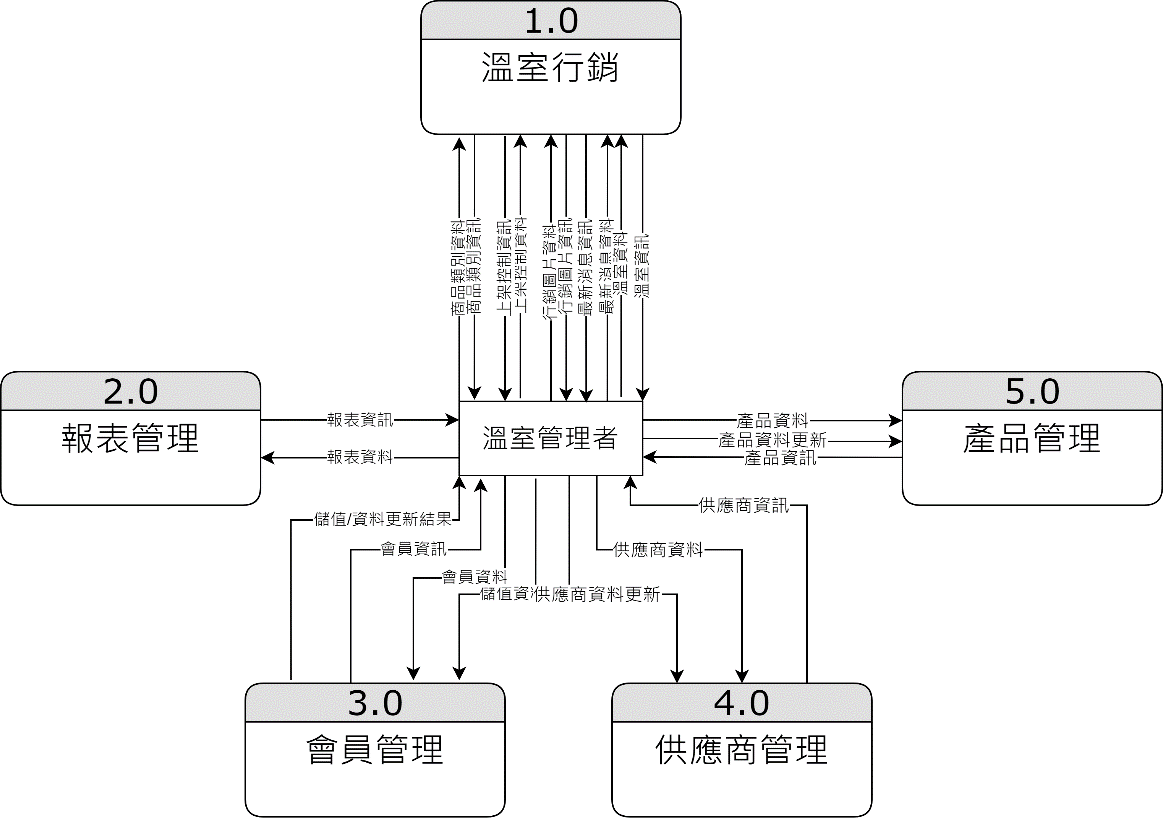 1.0
溫室行銷
商品類別資料
商品類別資訊
上架控制資訊
上架控制資料
行銷圖片資料
行銷圖片資訊
最新消息資訊
最新消息資料
溫室資料
溫室資訊
2.0
報表管理
報表資訊
報表資料
溫室管理者
產品資料
產品資料更新
產品資訊
5.0
產品管理
儲值/資料更新結果
會員資訊
會員資料
儲值資
供應商資料更新
供應商資料
供應商資訊
3.0
會員管理
4.0
供應商管理